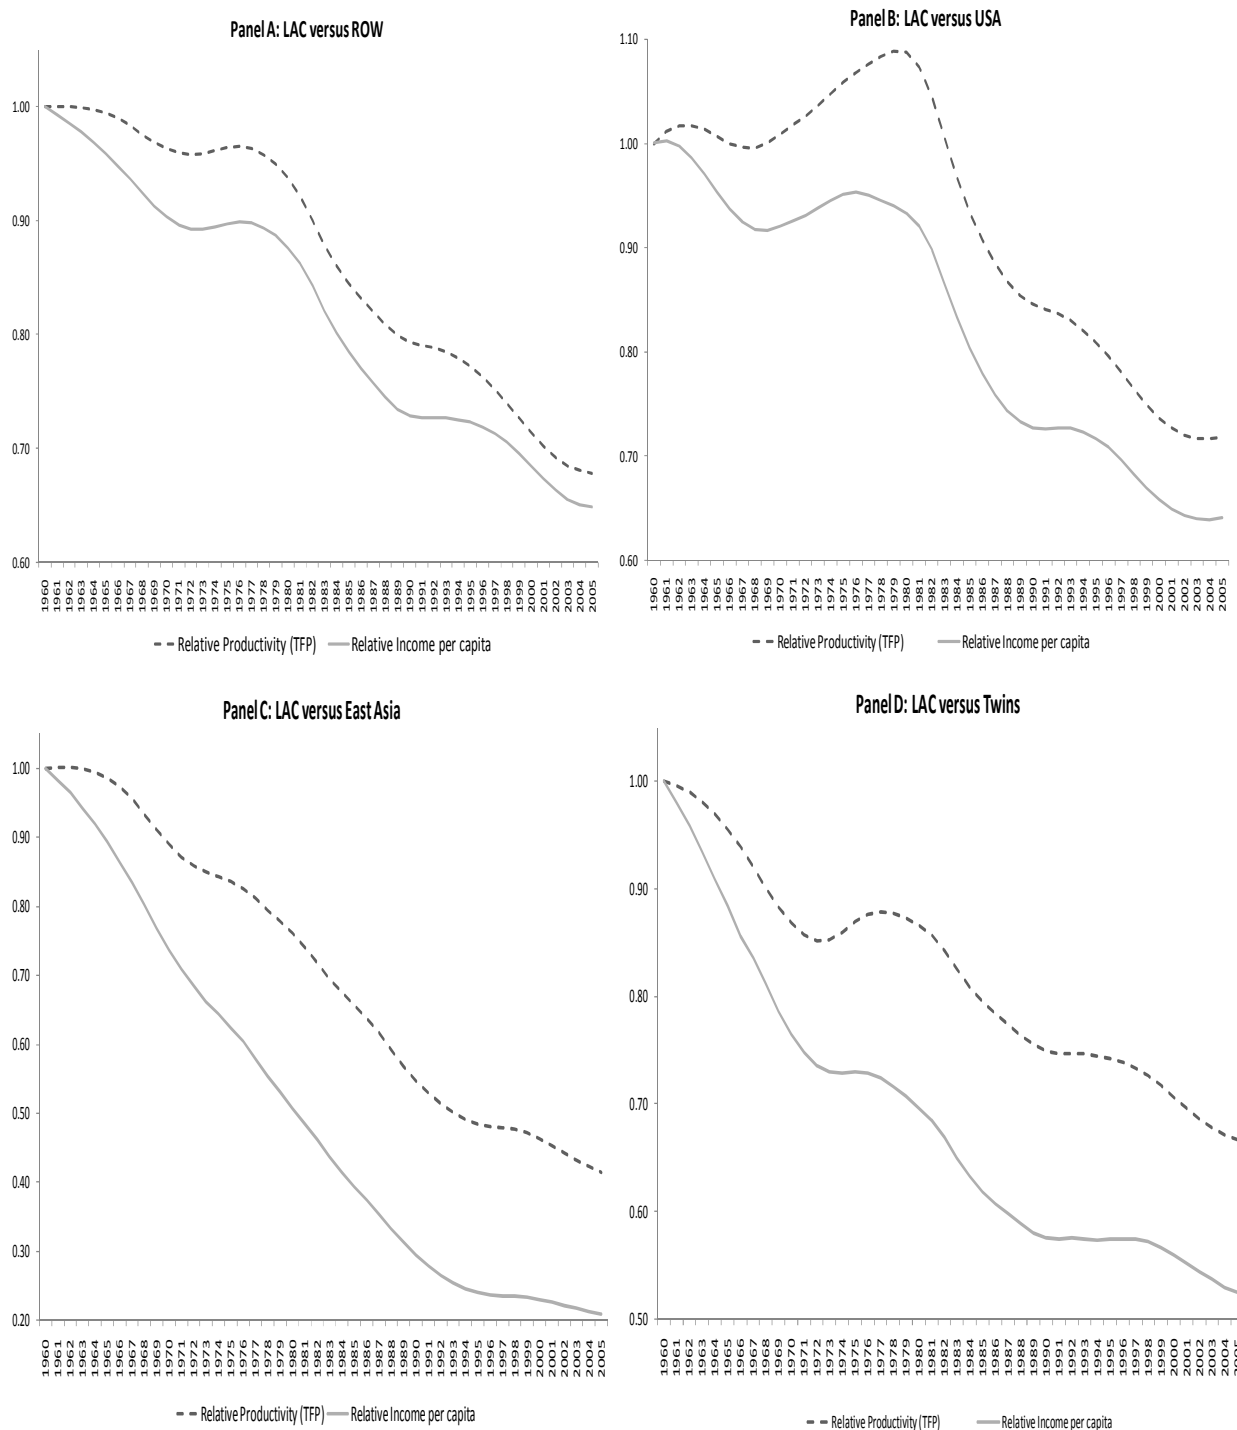 Panel A: LAC versus ROW
1.00
0.90
0.80
0.70
0.60
1960 1961 1962 1963 1964 1965 1966 1967 1968 1969 1970 1971 1972 1973 1974 1975 1976 1977 1978 1979 1980 1981 1982 1983 1984 1985 1986 1987 1988 1989 1990 1991 1992 1993 1994 1995 1996 1997 1998 1999 2000 2001 2002 2003 2004 2005
Relative Productivity (TFP) Relative Income per capita
Panel B: LAC versus USA
1.10
1.00
0.90
0.80
0.70
0.60
1960 1961 1962 1963 1964 1965 1966 1967 1968 1969 1970 1971 1972 1973 1974 1975 1976 1977 1978 1979 1980 1981 1982 1983 1984 1985 1986 1987 1988 1989 1990 1991 1992 1993 1994 1995 1996 1997 1998 1999 2000 2001 2002 2003 2004 2005
Relative Productivity (TFP) Relative Income per capita
Panel C: LAC versus East Asia
1.00
0.90
0.80
0.70
0.60
0.50
0.40
0.30
0.20
1960 1961 1962 1963 1964 1965 1966 1967 1968 1969 1970 1971 1972 1973 1974 1975 1976 1977 1978 1979 1980 1981 1982 1983 1984 1985 1986 1987 1988 1989 1990 1991 1992 1993 1994 1995 1996 1997 1998 1999 2000 2001 2002 2003 2004 2005
Relative Productivity (TFP) Relative Income per capita
Panel D: LAC versus Twins
1.00
0.90
0.80
0.70
0.60
0.50
1960 1961 1962 1963 1964 1965 1966 1967 1968 1969 1970 1971 1972 1973 1974 1975 1976 1977 1978 1979 1980 1981 1982 1983 1984 1985 1986 1987 1988 1989 1990 1991 1992 1993 1994 1995 1996 1997 1998 1999 2000 2001 2002 2003 2004 2005
Relative Productivity (TFP) Relative Income per capita